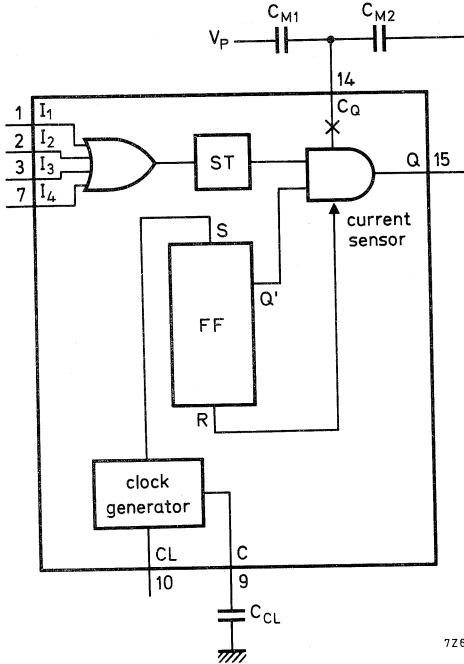 C_M1 C_M2
V_P
14
C_Q
1 I_1
2 I_2
3 I_3
7 I_4
ST
Q 15
current
sensor
S
Q'
FF
R
clock
generator
CL C
10 9
C_CL
7Z6